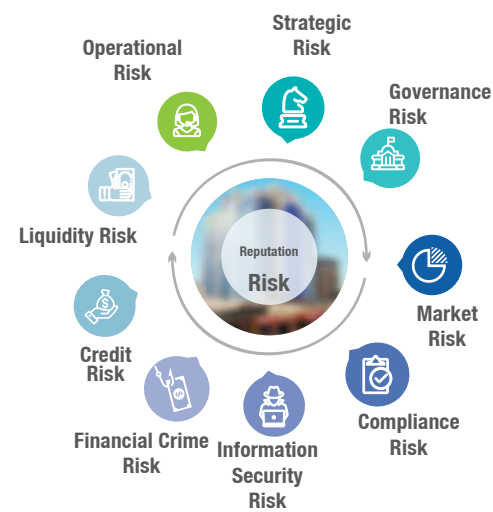 Strategic
Risk
Operational
Risk
Governance
Risk
Liquidity Risk
Reputation
Risk
Market
Risk
Credit
Risk
Compliance
Risk
Financial Crime
Risk
Information
Security
Risk